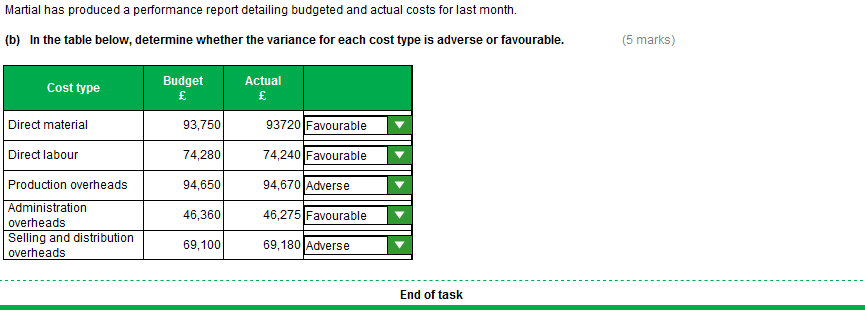 Martial has produced a performance report detailing budgeted and actual costs for last month.
(b) In the table below, determine whether the variance for each cost type is adverse or favourable. (5 marks)
Cost type Budget £ Actual £
Direct material 93,750 93720 Favourable
Direct labour 74,280 74,240 Favourable
Production overheads 94,650 94,670 Adverse
Administration overheads 46,360 46,275 Favourable
Selling and distribution overheads 69,100 69,180 Adverse
End of task